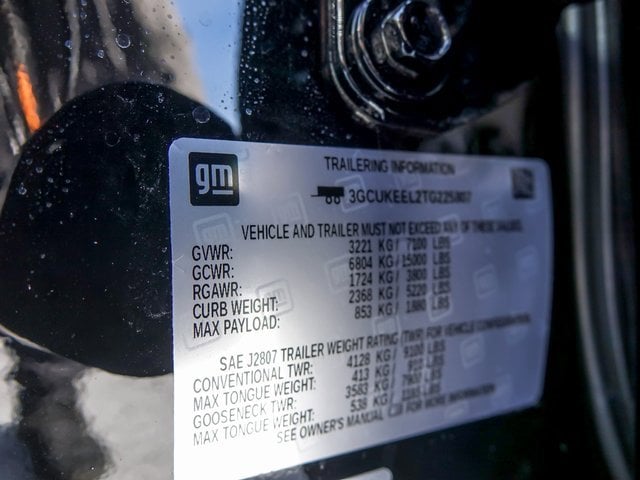 gm
TRAILERING INFORMATION
3GCUKEEL2TG225807
VEHICLE AND TRAILER MUST NOT EXCEED ANY OF THESE VALUES.
GVWR: 3221 KG / 7100 LBS
GCWR: 6804 KG / 15000 LBS
RGAWR: 1724 KG / 3800 LBS
CURB WEIGHT: 2368 KG / 5220 LBS
MAX PAYLOAD: 853 KG / 1880 LBS
SAE J2807 TRAILER WEIGHT RATING (TWR) FOR VEHICLE CONFIGURATION.
CONVENTIONAL TWR: 4128 KG / 9100 LBS
MAX TONGUE WEIGHT: 413 KG / 910 LBS
GOOSENECK TWR: 3583 KG / 7900 LBS
MAX TONGUE WEIGHT: 538 KG / 1185 LBS
SEE OWNER'S MANUAL FOR MORE INFORMATION